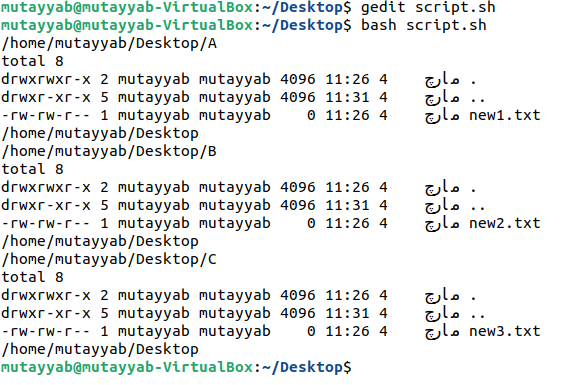 mutayyab@mutayyab-VirtualBox:~/Desktop$ gedit script.sh
mutayyab@mutayyab-VirtualBox:~/Desktop$ bash script.sh
/home/mutayyab/Desktop/A
total 8
drwxrwxr-x 2 mutayyab mutayyab 4096 11:26 4    مارچ .
drwxr-xr-x 5 mutayyab mutayyab 4096 11:31 4    مارچ ..
-rw-rw-r-- 1 mutayyab mutayyab    0 11:26 4    مارچ new1.txt
/home/mutayyab/Desktop
/home/mutayyab/Desktop/B
total 8
drwxrwxr-x 2 mutayyab mutayyab 4096 11:26 4    مارچ .
drwxr-xr-x 5 mutayyab mutayyab 4096 11:31 4    مارچ ..
-rw-rw-r-- 1 mutayyab mutayyab    0 11:26 4    مارچ new2.txt
/home/mutayyab/Desktop
/home/mutayyab/Desktop/C
total 8
drwxrwxr-x 2 mutayyab mutayyab 4096 11:26 4    مارچ .
drwxr-xr-x 5 mutayyab mutayyab 4096 11:31 4    مارچ ..
-rw-rw-r-- 1 mutayyab mutayyab    0 11:26 4    مارچ new3.txt
/home/mutayyab/Desktop
mutayyab@mutayyab-VirtualBox:~/Desktop$